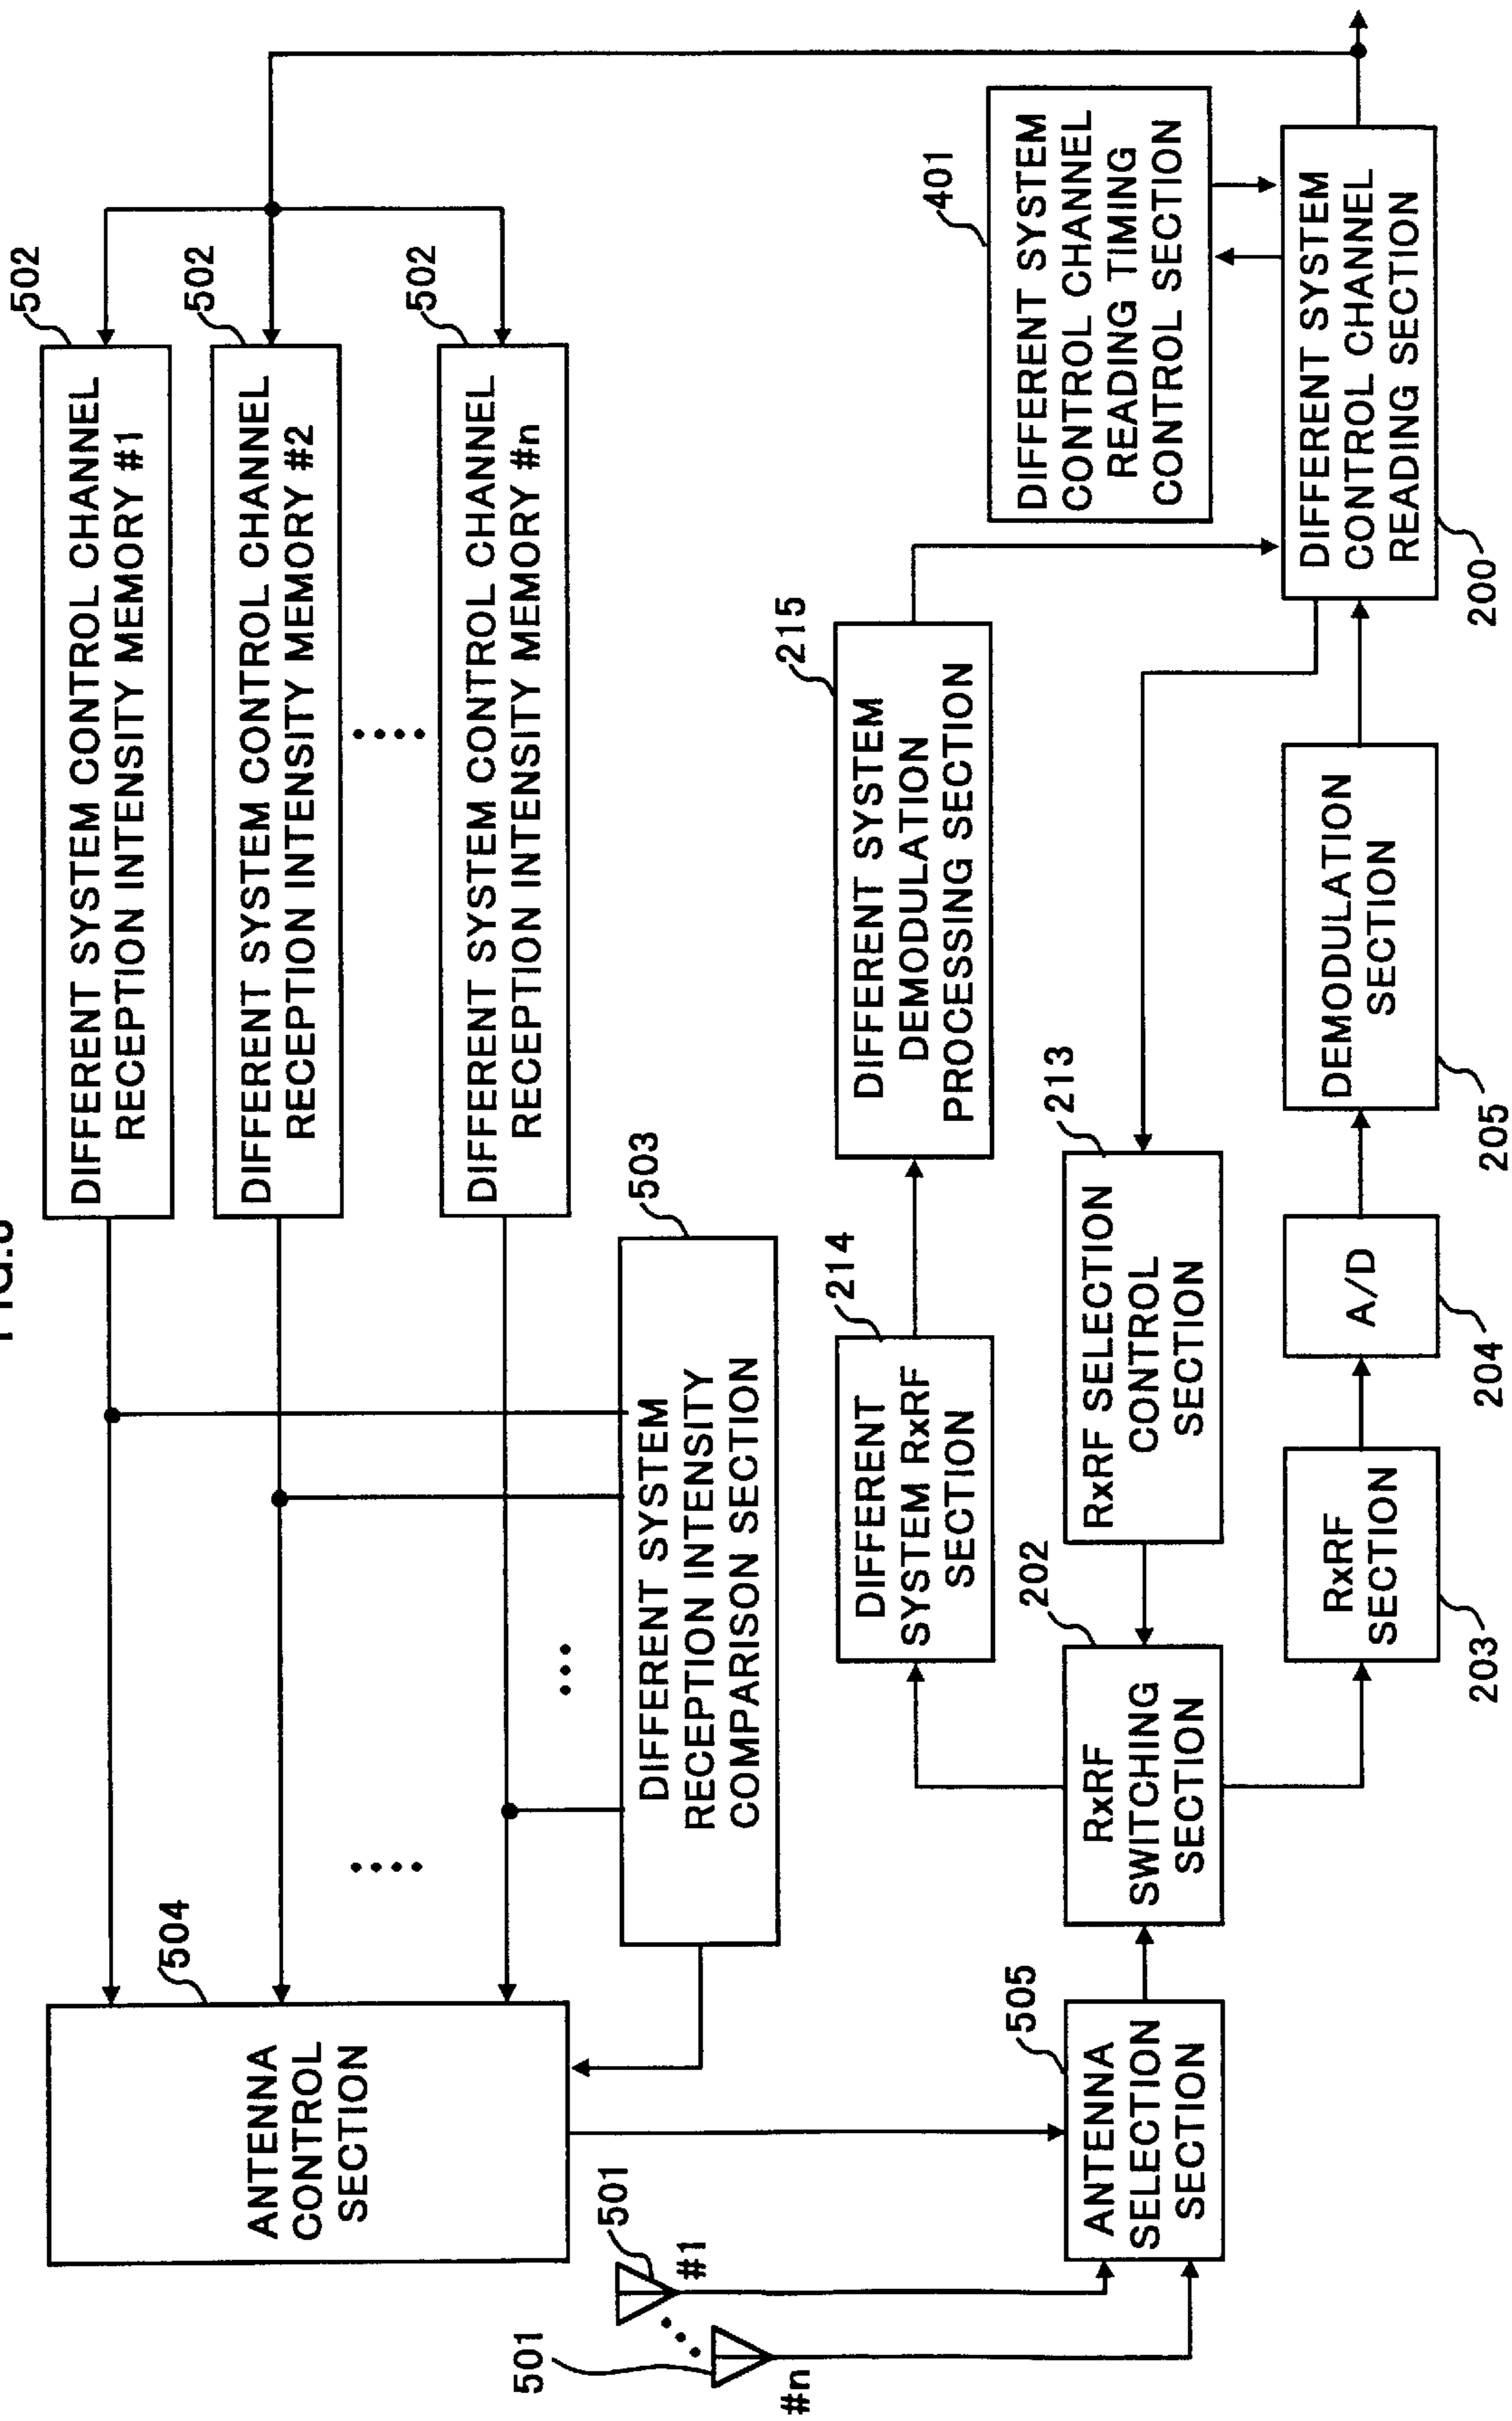 504
ANTENNA
CONTROL
SECTION
502
DIFFERENT SYSTEM CONTROL CHANNEL
RECEPTION INTENSITY MEMORY #1
502
DIFFERENT SYSTEM CONTROL CHANNEL
RECEPTION INTENSITY MEMORY #2
502
DIFFERENT SYSTEM CONTROL CHANNEL
RECEPTION INTENSITY MEMORY #n
503
DIFFERENT SYSTEM
RECEPTION INTENSITY
COMPARISON SECTION
501
501
#1
#n
214
DIFFERENT
SYSTEM RxRF
SECTION
215
DIFFERENT SYSTEM
DEMODULATION
PROCESSING SECTION
401
DIFFERENT SYSTEM
CONTROL CHANNEL
READING TIMING
CONTROL SECTION
505
ANTENNA
SELECTION
SECTION
202
RxRF
SWITCHING
SECTION
213
RxRF SELECTION
CONTROL
SECTION
RxRF
SECTION
203
A/D
204
DEMODULATION
SECTION
205
DIFFERENT SYSTEM
CONTROL CHANNEL
READING SECTION
200